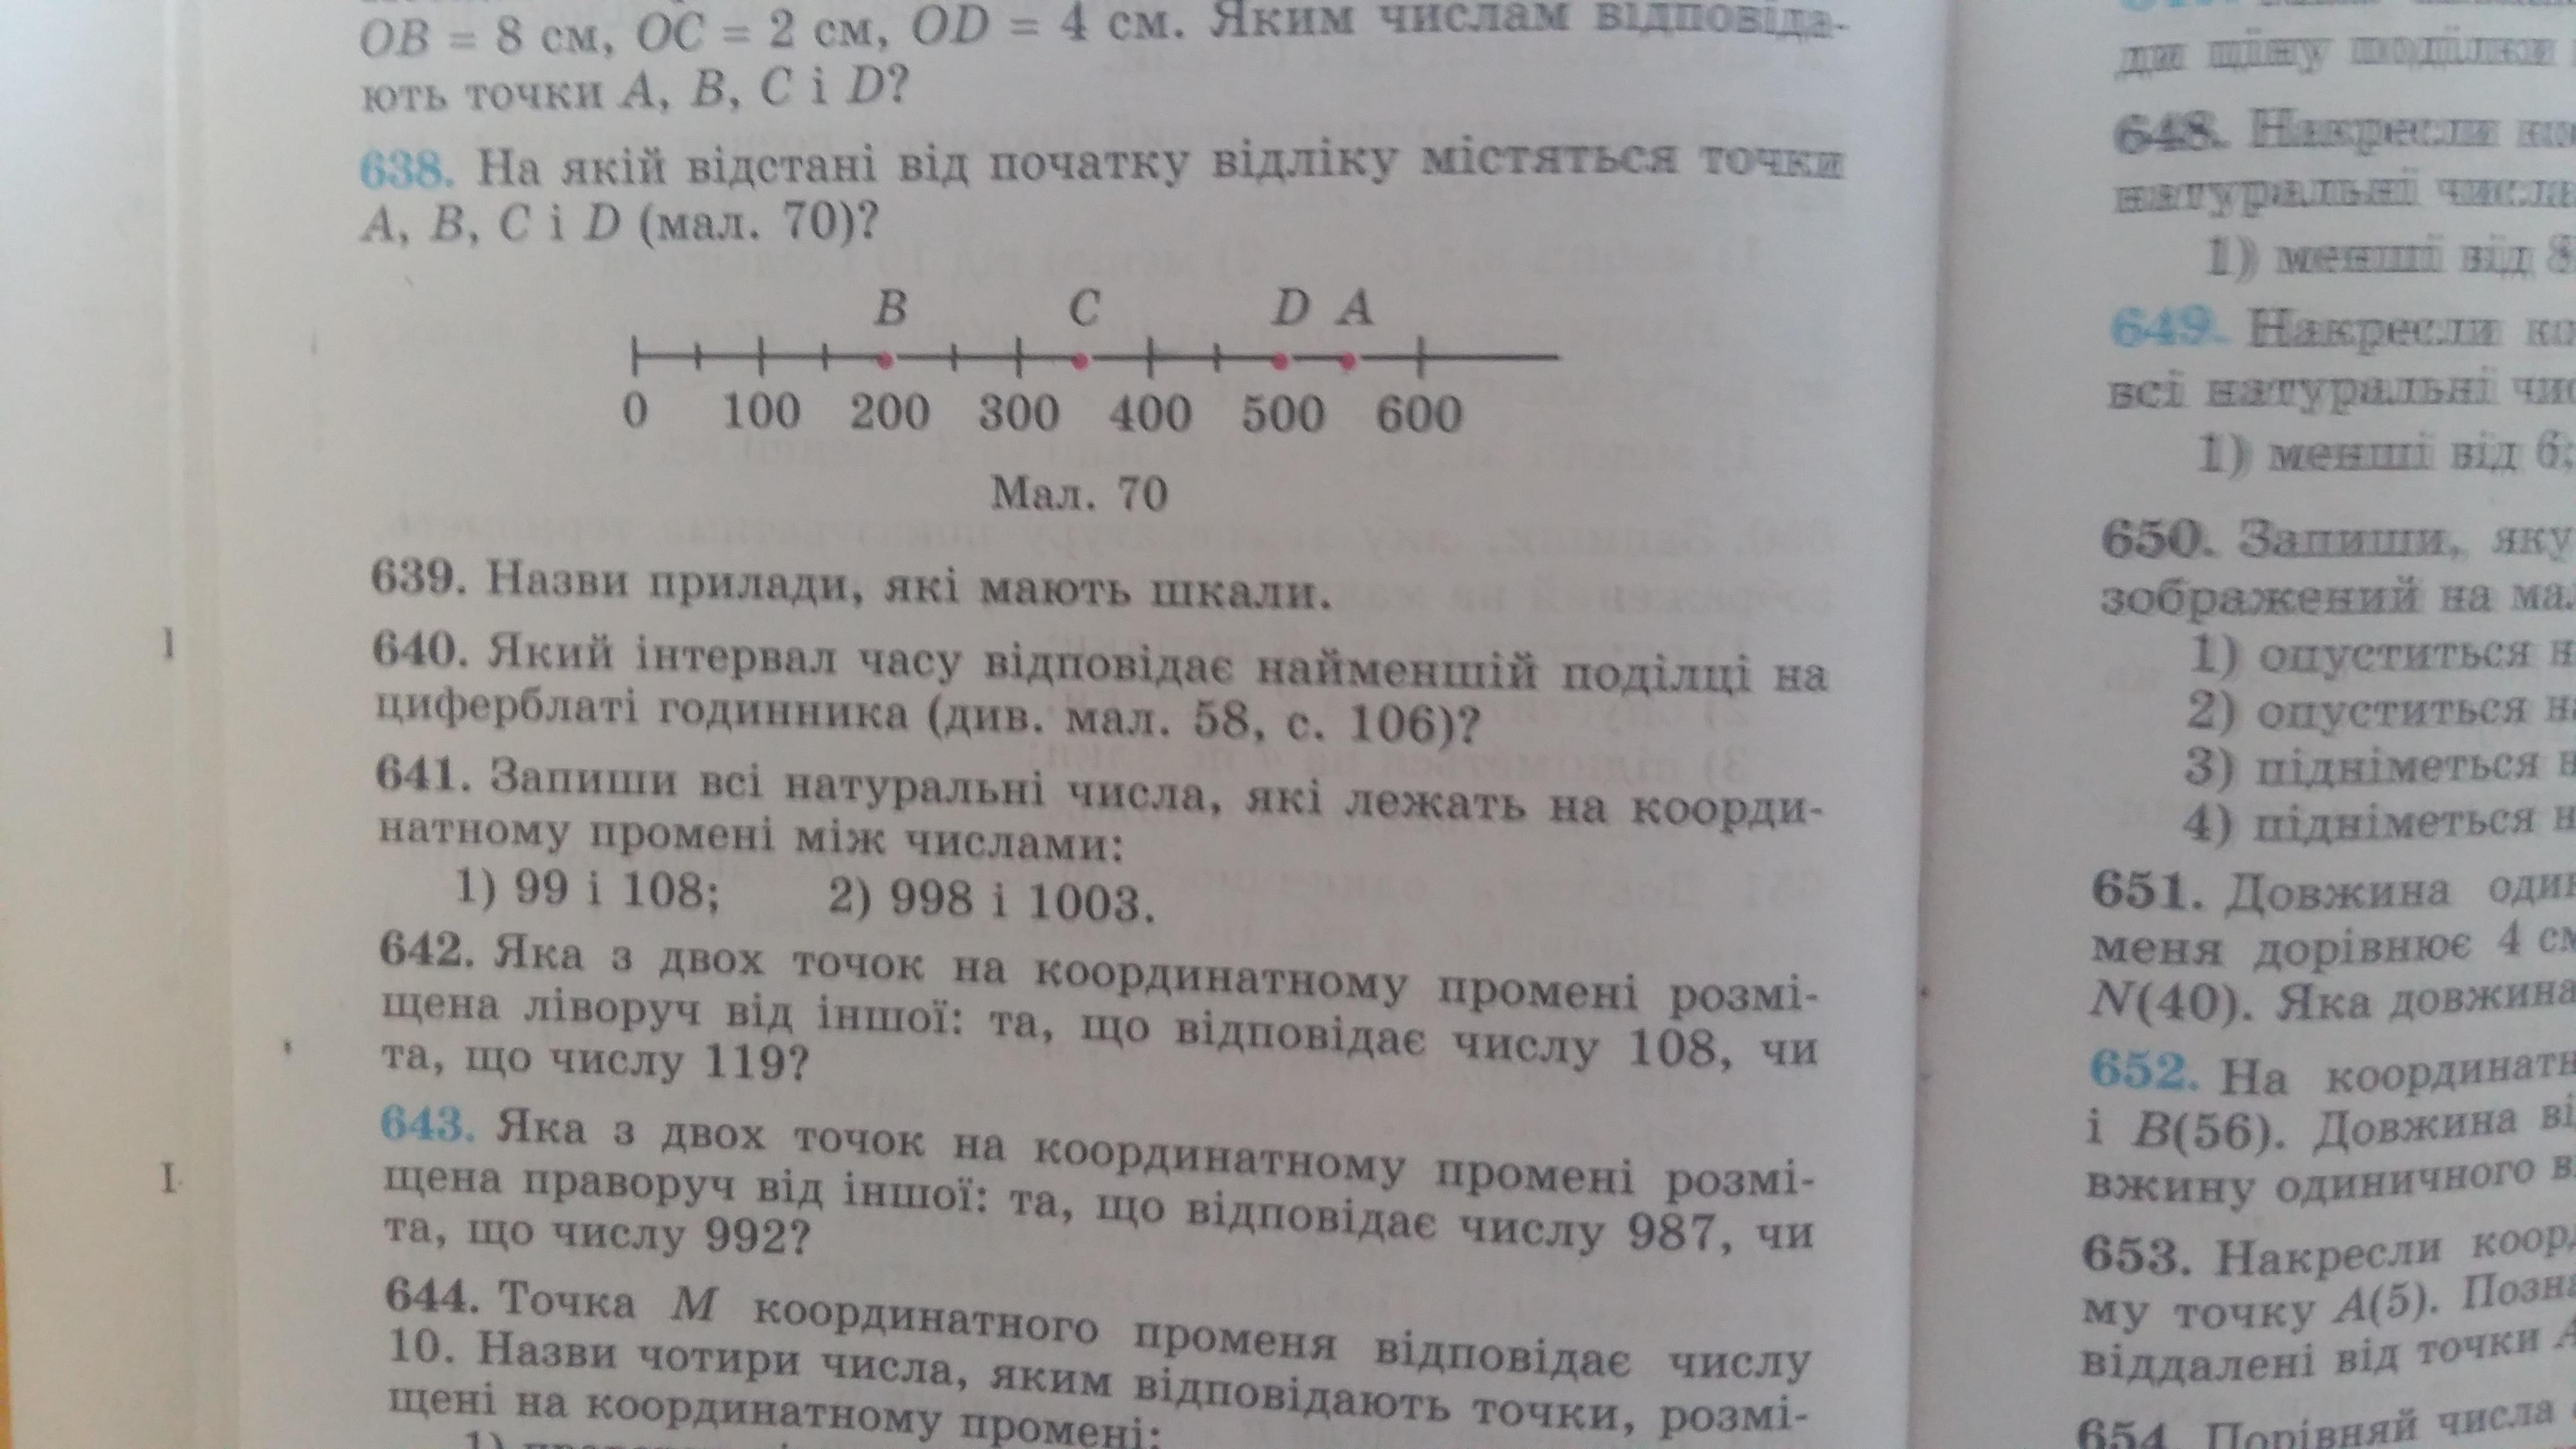 OB = 8 см, OC = 2 см, OD = 4 см. Яким числам відповіда-
ють точки A, B, C і D?
638. На якій відстані від початку відліку містяться точки
A, B, C і D (мал. 70)?
B C D A
0 100 200 300 400 500 600
Мал. 70
639. Назви прилади, які мають шкали.
640. Який інтервал часу відповідає найменшій поділці на
циферблаті годинника (див. мал. 58, с. 106)?
641. Запиши всі натуральні числа, які лежать на коорди-
натному промені між числами:
1) 99 і 108; 2) 998 і 1003.
642. Яка з двох точок на координатному промені розмі-
щена ліворуч від іншої: та, що відповідає числу 108, чи
та, що числу 119?
643. Яка з двох точок на координатному промені розмі-
щена праворуч від іншої: та, що відповідає числу 987, чи
та, що числу 992?
644. Точка M координатного променя відповідає числу
10. Назви чотири числа, яким відповідають точки, розмі-
щені на координатному промені:
ди ціну поділки
648. Накресли
натуральні числа
1) менші від 8
649. Накресли
всі натуральні
1) менші від 6;
650. Запиши, яку
зображений на
1) опуститься
2) опуститься
3) підніметься
4) підніметься
651. Довжина
меня дорівнює 4
N(40). Яка довжина
652. На
і B(56). Довжина
вжину одиничного
653. Накресли
му точку A(5).
віддалені від точки
654. Порівняй числа